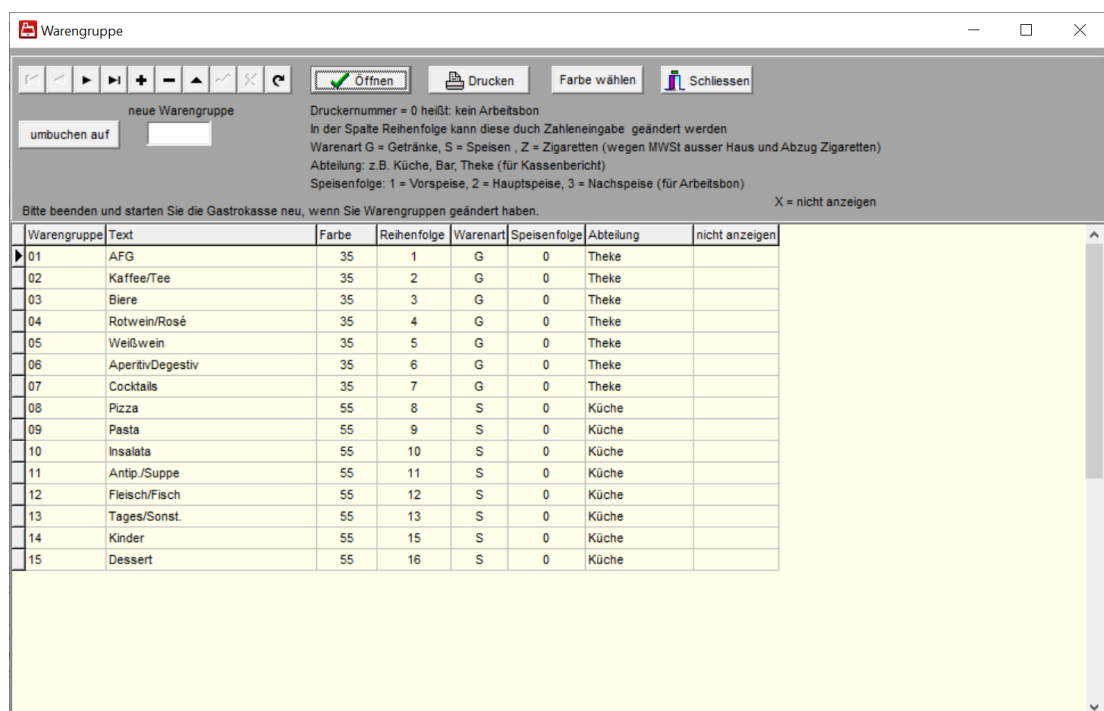 Warengruppe
Öffnen Drucken Farbe wählen Schliessen
neue Warengruppe
umbuchen auf
Druckernummer = 0 heißt: kein Arbeitsbon
In der Spalte Reihenfolge kann diese duch Zahleneingabe geändert werden
Warenart G = Getränke, S = Speisen , Z = Zigaretten (wegen MWSt ausser Haus und Abzug Zigaretten)
Abteilung: z.B. Küche, Bar, Theke (für Kassenbericht)
Speisenfolge: 1 = Vorspeise, 2 = Hauptspeise, 3 = Nachspeise (für Arbeitsbon)
X = nicht anzeigen
Bitte beenden und starten Sie die Gastrokasse neu, wenn Sie Warengruppen geändert haben.
Warengruppe Text Farbe Reihenfolge Warenart Speisenfolge Abteilung nicht anzeigen
01 AFG 35 1 G 0 Theke
02 Kaffee/Tee 35 2 G 0 Theke
03 Biere 35 3 G 0 Theke
04 Rotwein/Rosé 35 4 G 0 Theke
05 Weißwein 35 5 G 0 Theke
06 AperitivDegestiv 35 6 G 0 Theke
07 Cocktails 35 7 G 0 Theke
08 Pizza 55 8 S 0 Küche
09 Pasta 55 9 S 0 Küche
10 Insalata 55 10 S 0 Küche
11 Antip./Suppe 55 11 S 0 Küche
12 Fleisch/Fisch 55 12 S 0 Küche
13 Tages/Sonst. 55 13 S 0 Küche
14 Kinder 55 15 S 0 Küche
15 Dessert 55 16 S 0 Küche